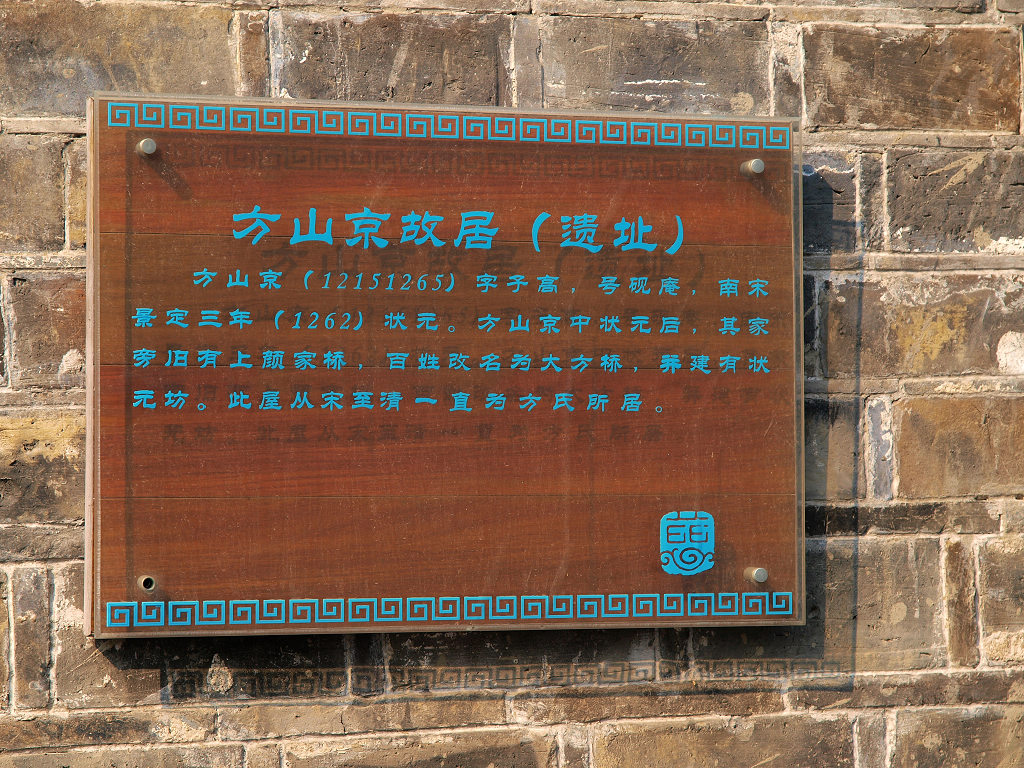 方山京故居（遗址）
方山京（12151265）字子高，号砚庵，南宋
景定三年（1262）状元。方山京中状元后，其家
旁旧有上颜家桥，百姓改名为大方桥，并建有状
元坊。此屋从宋至清一直为方氏所居。